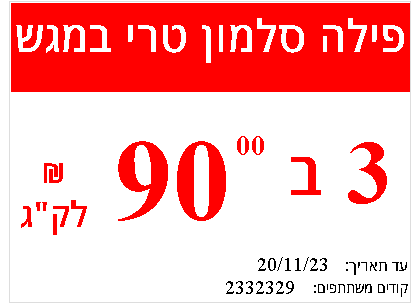 פילה סלמון טרי במגש
3 ב 90 00 ₪ לק"ג
עד תאריך: 20/11/23
קודים משתתפים: 2332329